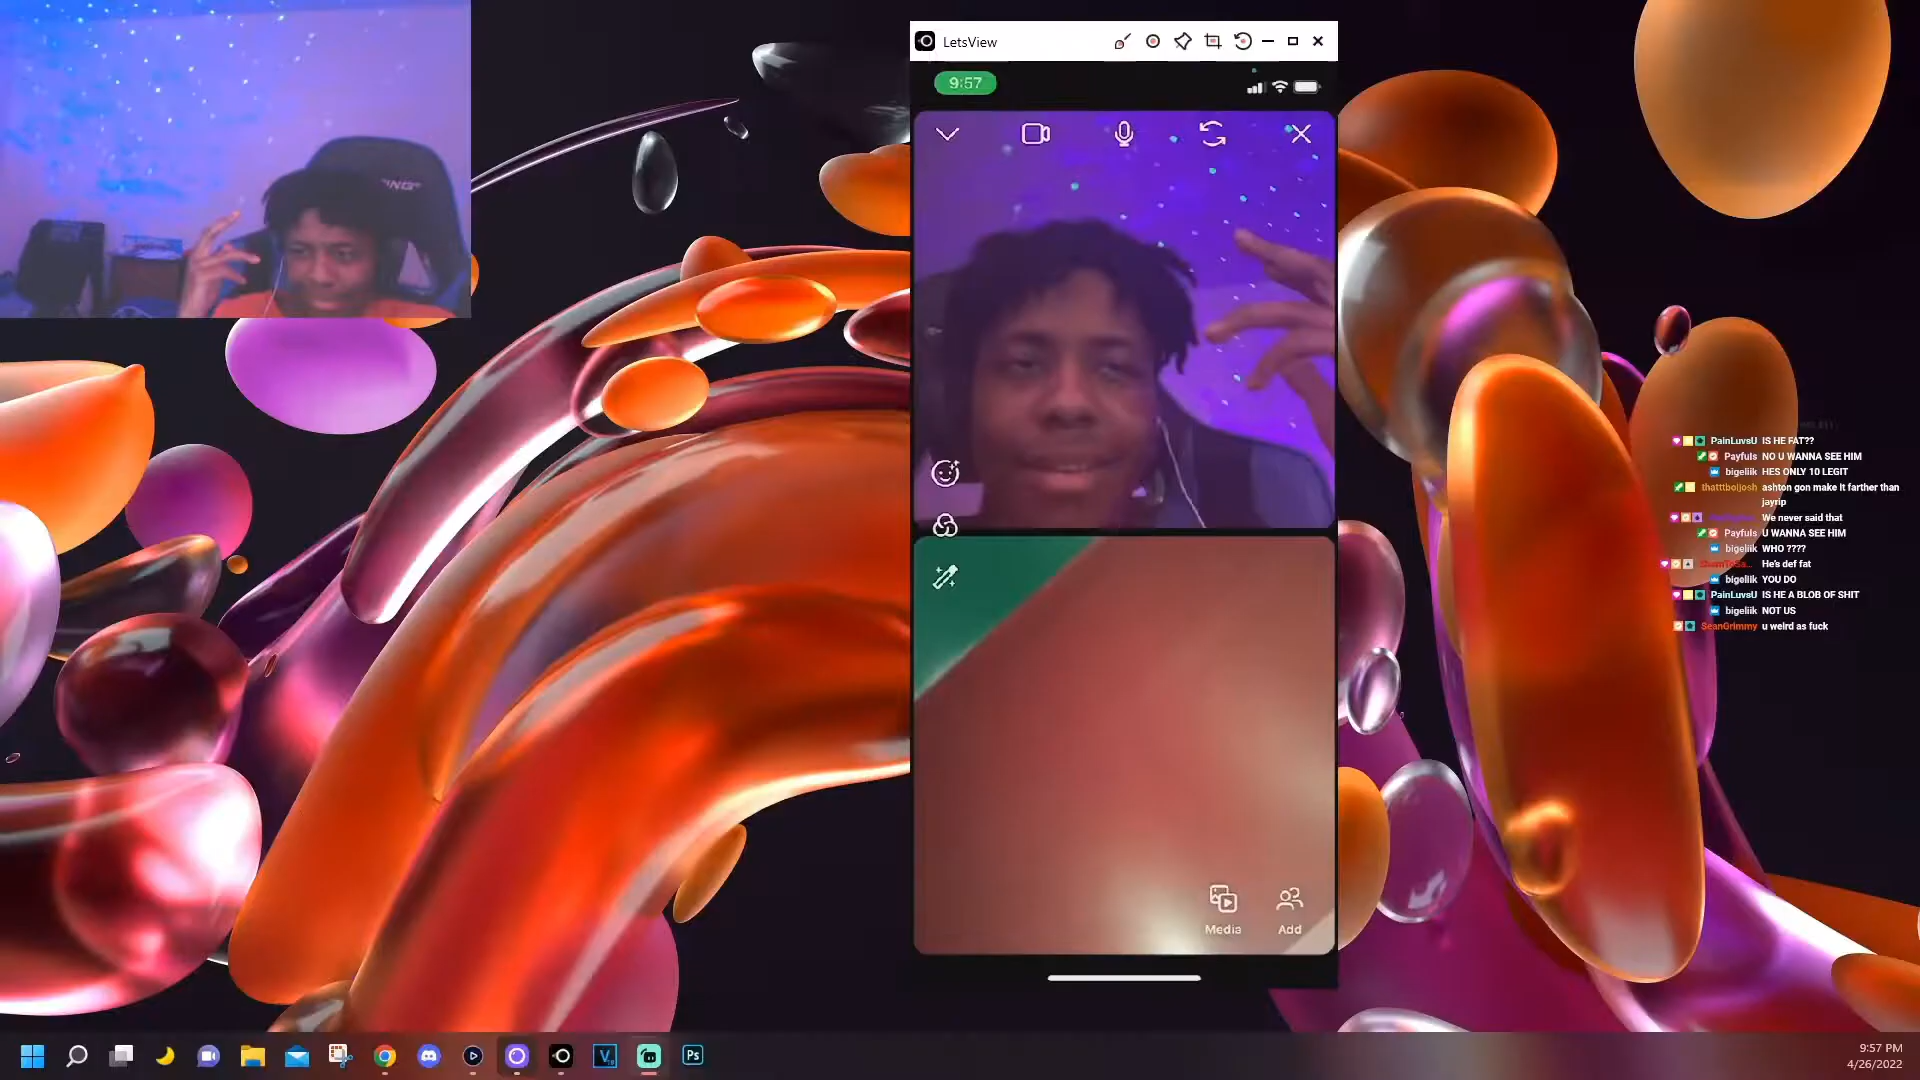 LetsView
9:57
PainLuvsU IS HE FAT??
Payfuls NO U WANNA SEE HIM
bigeliik HES ONLY 10 LEGIT
thatttboijosh ashton gon make it farther than
jayrip
We never said that
Payfuls U WANNA SEE HIM
bigeliik WHO ????
He's def fat
bigeliik YOU DO
PainLuvsU IS HE A BLOB OF SHIT
bigeliik NOT US
SeanGrimmy u weird as fuck
Media Add
Ps
9:57 PM
4/26/2022